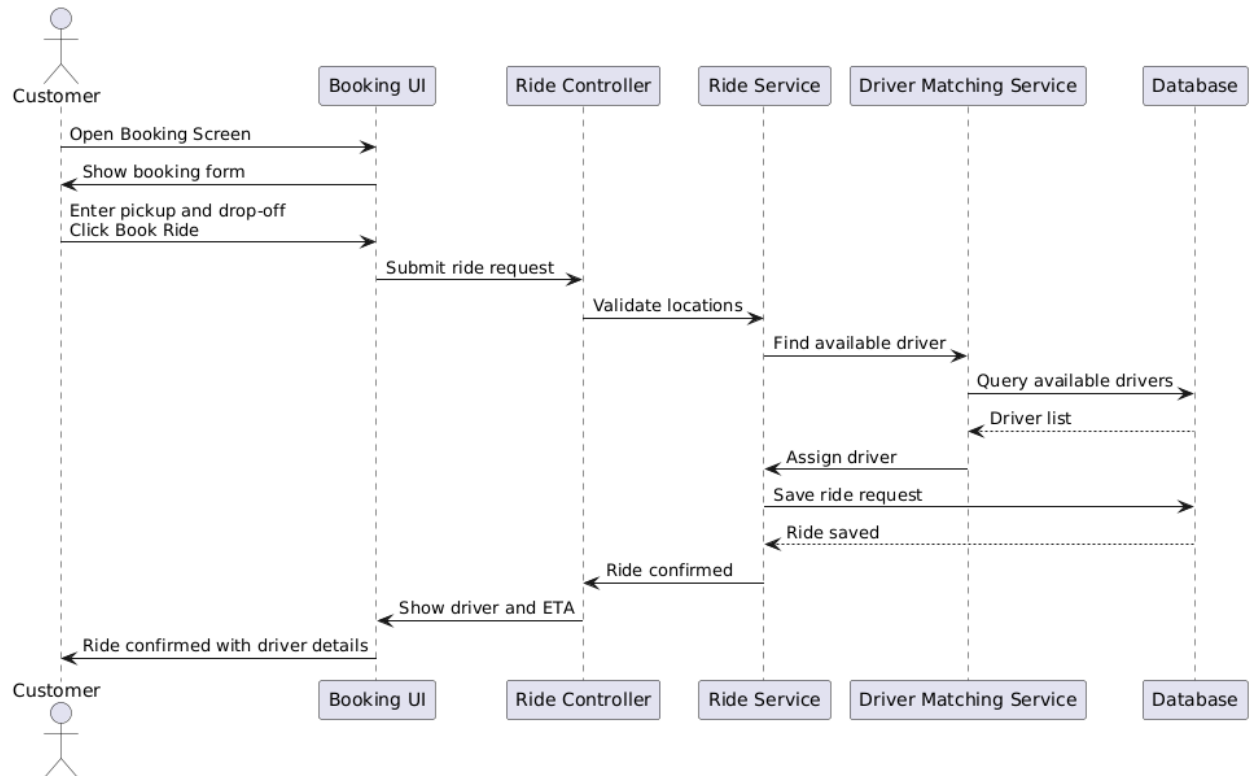 Customer
Booking UI
Ride Controller
Ride Service
Driver Matching Service
Database
Open Booking Screen
Show booking form
Enter pickup and drop-off
Click Book Ride
Submit ride request
Validate locations
Find available driver
Query available drivers
Driver list
Assign driver
Save ride request
Ride saved
Ride confirmed
Show driver and ETA
Ride confirmed with driver details
Customer
Booking UI
Ride Controller
Ride Service
Driver Matching Service
Database